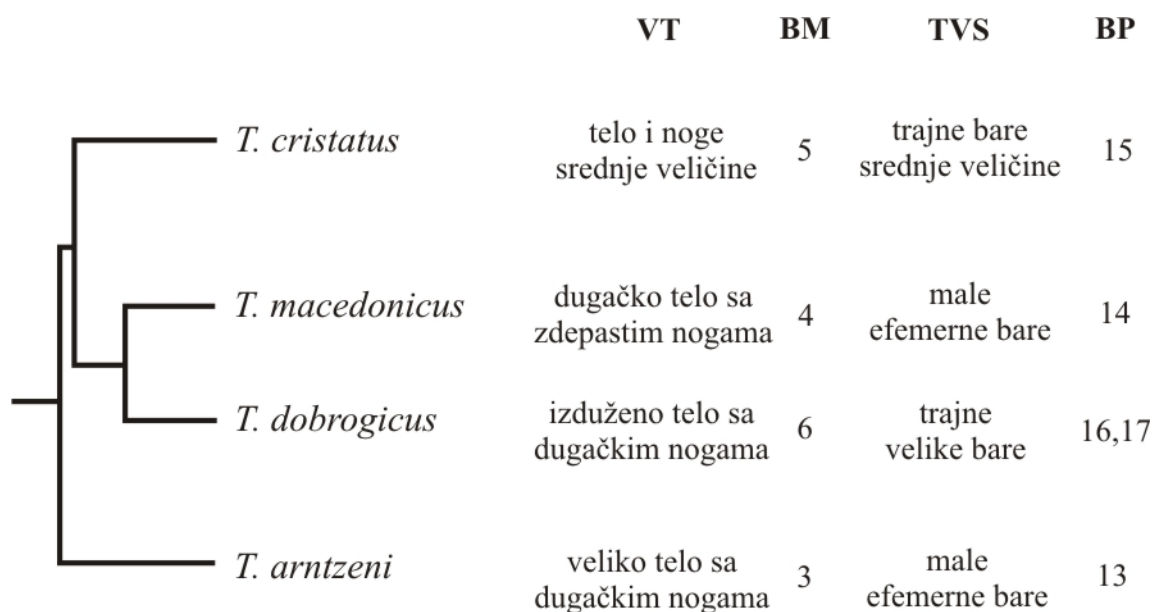 VT BM TVS BP
T. cristatus telo i noge srednje veličine 5 trajne bare srednje veličine 15
T. macedonicus dugačko telo sa zdepastim nogama 4 male efemerne bare 14
T. dobrogicus izduženo telo sa dugačkim nogama 6 trajne velike bare 16,17
T. arntzeni veliko telo sa dugačkim nogama 3 male efemerne bare 13